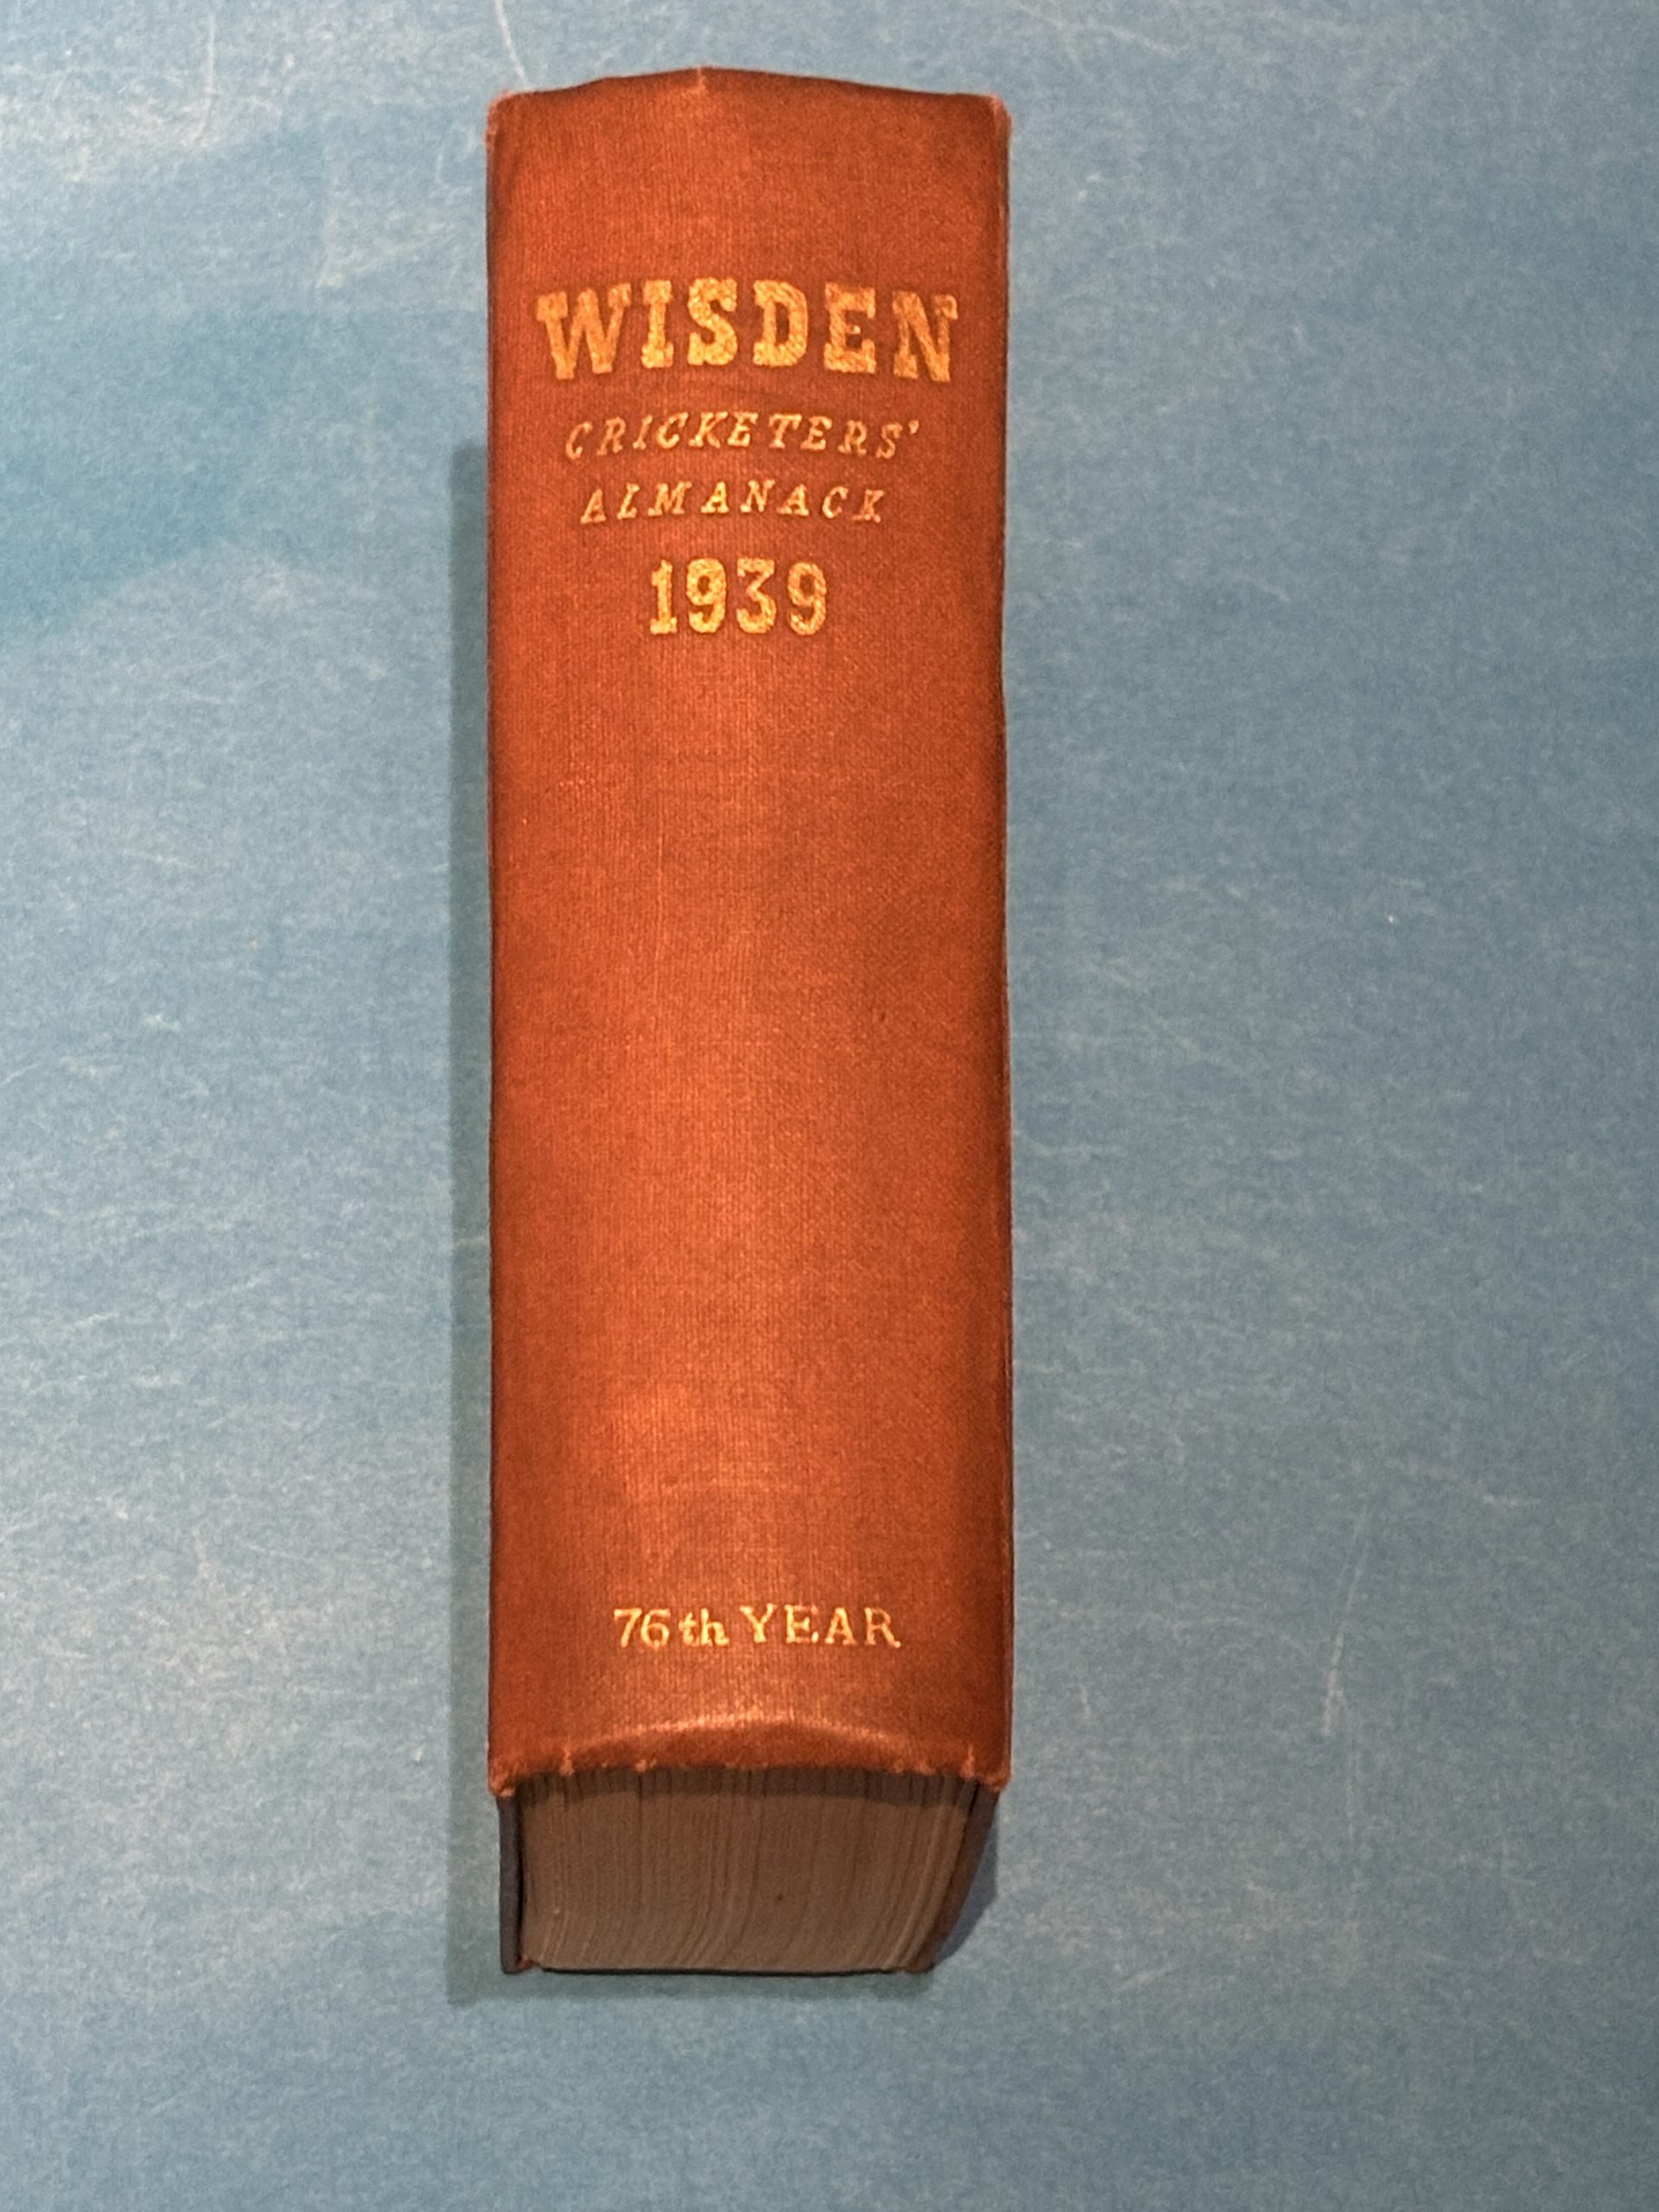 WISDEN
CRICKETERS'
ALMANACK
1939
76th YEAR